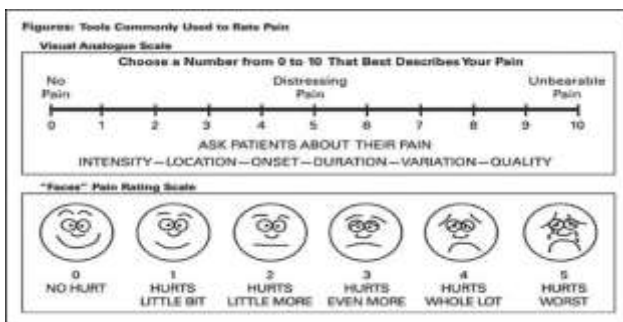 Figures: Tools Commonly Used to Rate Pain
Visual Analogue Scale
Choose a Number from 0 to 10 That Best Describes Your Pain
No Pain
Distressing Pain
Unbearable Pain
0 1 2 3 4 5 6 7 8 9 10
ASK PATIENTS ABOUT THEIR PAIN
INTENSITY—LOCATION—ONSET—DURATION—VARIATION—QUALITY
"Faces" Pain Rating Scale
0 1 2 3 4 5
NO HURT
HURTS LITTLE BIT
HURTS LITTLE MORE
HURTS EVEN MORE
HURTS WHOLE LOT
HURTS WORST